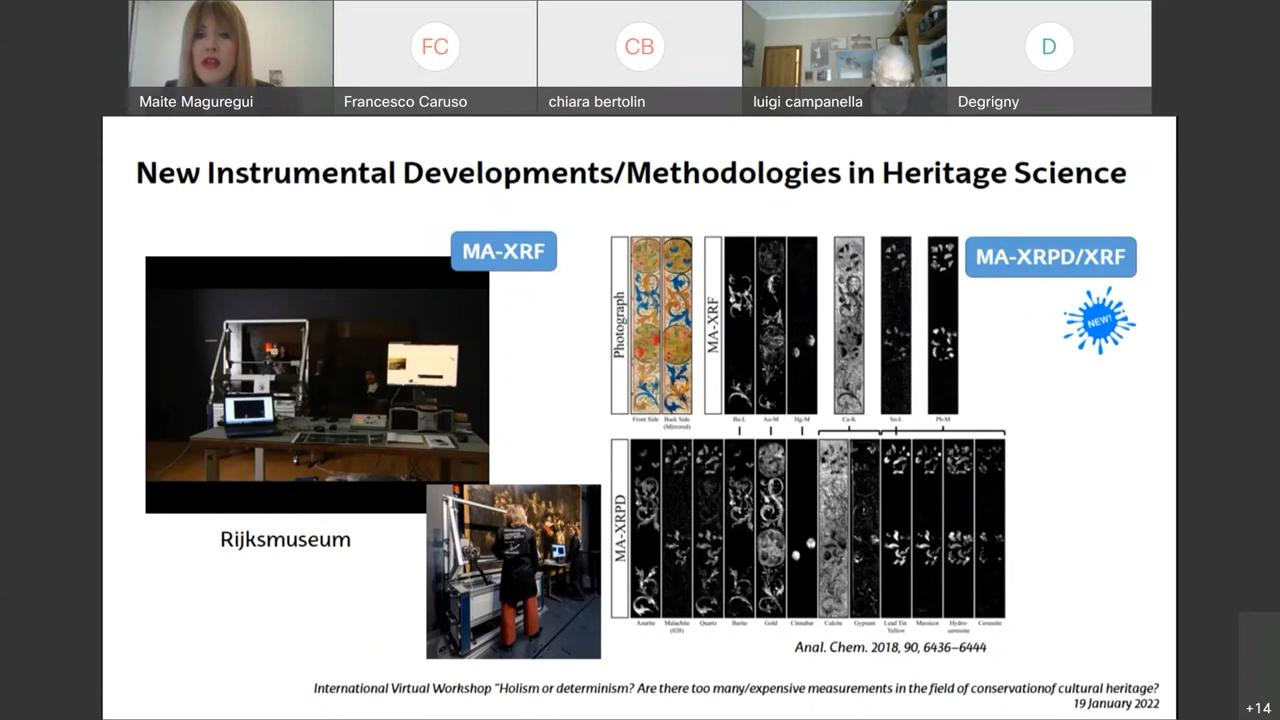 FC
CB
D
Maite Maguregui
Francesco Caruso
chiara bertolin
luigi campanella
Degrigny
New Instrumental Developments/Methodologies in Heritage Science
MA-XRF
MA-XRPD/XRF
NEW!
Photograph
MA-XRF
Front Side
Back Side
(Mirrored)
Ba-L
Au-M
Hg-M
Ca-K
Sn-L
Pb-M
MA-XRPD
Azurite
Malachite
(020)
Quartz
Barite
Gold
Cinnabar
Calcite
Gypsum
Lead Tin
Yellow
Massicot
Hydro-
cerussite
Cerussite
Rijksmuseum
Anal. Chem. 2018, 90, 6436–6444
International Virtual Workshop "Holism or determinism? Are there too many/expensive measurements in the field of conservationof cultural heritage?
19 January 2022
+14